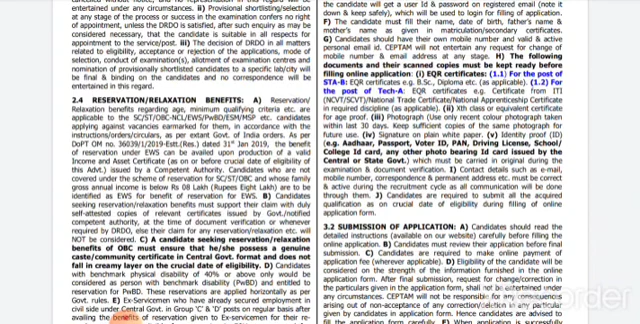 entertained under any circumstances. ii) Provisional shortlisting/selection
at any stage of the process or success in the examination confers no right
of appointment, unless the DRDO is satisfied, after such enquiry as may be
considered necessary, that the candidate is suitable in all respects for
appointment to the service/post. iii) The decision of DRDO in all matters
related to eligibility, acceptance or rejection of the applications, mode of
selection, conduct of examination(s), allotment of examination centres and
nomination of provisionally shortlisted candidates to a specific lab/city will
be final & binding on the candidates and no correspondence will be
entertained in this regard.
2.4 RESERVATION/RELAXATION BENEFITS: A) Reservation/
Relaxation benefits regarding age, minimum qualifying criteria etc. are
applicable to the SC/ST/OBC-NCL/EWS/PwBD/ESM/MSP etc. candidates
applying against vacancies marked for them, in accordance with the
instructions/orders/circulars, as per extant Govt. of India orders. As per
DoPT OM no. 36039/1/2019-Estt.(Res.) dated 31st Jan 2019, the benefit
of reservation under EWS can be availed upon production of a valid
Income and Asset Certificate (as on or before crucial date of eligibility of
this Advt.) issued by a Competent Authority. Candidates who are not
covered under the scheme of reservation for SC/ST/OBC and whose family
gross annual income is below Rs 08 Lakh (Rupees Eight Lakh) are to be
identified as EWS for benefit of reservation for EWS. B) Candidates
seeking reservation/relaxation benefits must support their claim with duly
self-attested copies of relevant certificates issued by Govt./notified
competent authority, at the time of document verification or whenever
required by DRDO, else their claim for any reservation/relaxation etc. will
NOT be considered. C) A candidate seeking reservation/relaxation
benefits of OBC must ensure that he/she possess a genuine
caste/community certificate in Central Govt. format and does not
fall in creamy layer on the crucial date of eligibility. D) Candidates
with benchmark physical disability of 40% or above only would be
considered as person with benchmark disability (PwBD) and entitled to
reservation for PwBD. These reservations are applied horizontally as per
Govt. rules. E) Ex-Servicemen who have already secured employment in
civil side under Central Govt. in Group 'C' & 'D' posts on regular basis after
availing the benefits of reservation given to Ex-servicemen for their re-
the candidate will get a user id & password on registered email (note it
down & keep safely), which will be used to login for filling of application.
F) The candidate must fill their name, date of birth, father's name &
mother's name as given in matriculation/secondary certificates.
G) Candidates should have their own mobile number and valid & active
personal email id. CEPTAM will not entertain any request for change of
mobile number & email address at any stage. H) The following
documents and their scanned copies must be kept ready before
filling online application: (i) EQR certificates: (1.1) For the post of
STA-B: EQR certificates e.g. B.Sc., Diploma etc. (as applicable). (1.2) For
the post of Tech-A: EQR certificates e.g. Certificate from ITI
(NCVT/SCVT)/National Trade Certificate/National Apprenticeship Certificate
in required discipline (as applicable). (ii) Xth class or equivalent certificate
for age proof. (iii) Photograph (Use only recent colour photograph taken
within last 30 days. Keep sufficient copies of the same photograph for
future use. (iv) Signature on plain white paper. (v) Identity proof (ID)
(e.g. Aadhaar, Passport, Voter ID, PAN, Driving License, School/
College Id card, any other photo bearing Id card issued by the
Central or State Govt.) which must be carried in original during the
examination & document verification. I) Contact details such as e-mail,
mobile number, correspondence & permanent address etc. must be correct
& active during the recruitment cycle as all communication will be done
through them. J) Candidates are required to submit all the acquired
qualification as on crucial date of eligibility during filling of online
application form.
3.2 SUBMISSION OF APPLICATION: A) Candidates should read the
detailed instructions (available on our website) carefully before filling the
online application. B) Candidates must review their application before final
submission. C) Candidates are required to make online payment of
application fee (wherever applicable). D) Eligibility of the candidate will be
considered on the strength of the information furnished in the online
application form. After final submission, request for change/correction in
the particulars given in the application form, shall not be entertained under
any circumstances. CEPTAM will not be responsible for any consequences
arising out of non-acceptance of any correction/deletion in any particular
given by candidates in application form. Hence candidates are advised to
fill the application form carefully. E) When application is successfully